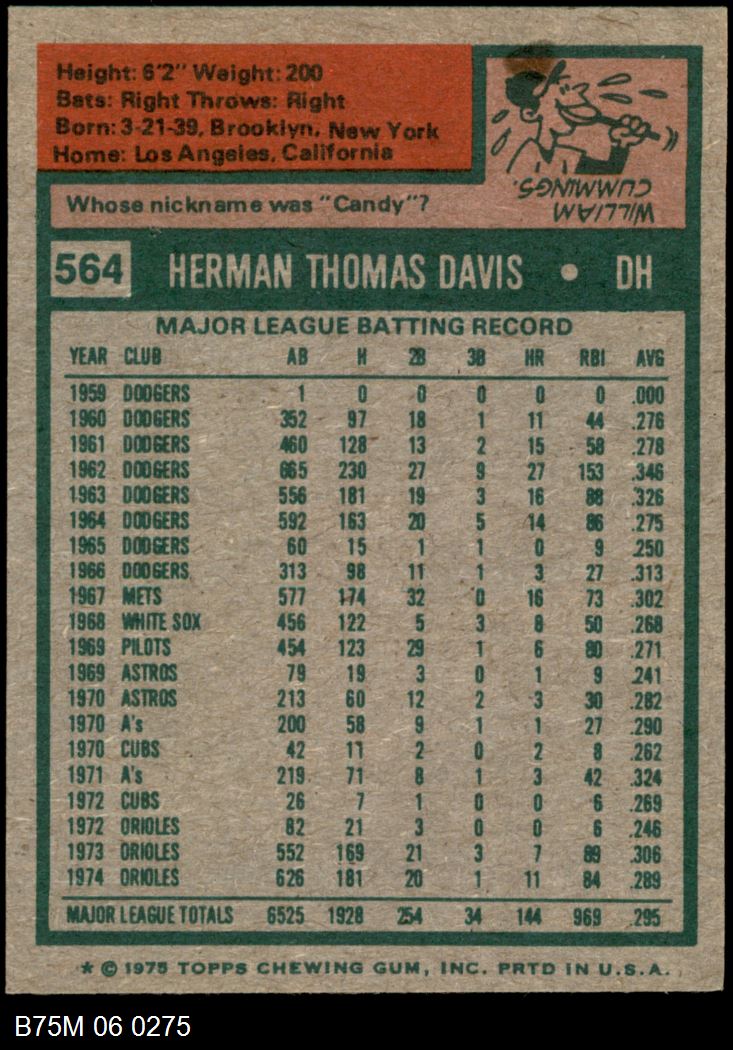 Height: 6'2" Weight: 200
Bats: Right Throws: Right
Born: 3-21-39, Brooklyn, New York
Home: Los Angeles, California
Whose nickname was "Candy"?
WILLIAM
CUMMINGS.
564 HERMAN THOMAS DAVIS • DH
MAJOR LEAGUE BATTING RECORD
YEAR CLUB AB H 2B 3B HR RBI AVG
1959 DODGERS 1 0 0 0 0 0 .000
1960 DODGERS 352 97 18 1 11 44 .276
1961 DODGERS 460 128 13 2 15 58 .278
1962 DODGERS 665 230 27 9 27 153 .346
1963 DODGERS 556 181 19 3 16 88 .326
1964 DODGERS 592 163 20 5 14 86 .275
1965 DODGERS 60 15 1 1 0 9 .250
1966 DODGERS 313 98 11 1 3 27 .313
1967 METS 577 174 32 0 16 73 .302
1968 WHITE SOX 456 122 5 3 8 50 .268
1969 PILOTS 454 123 29 1 6 80 .271
1969 ASTROS 79 19 3 0 1 9 .241
1970 ASTROS 213 60 12 2 3 30 .282
1970 A's 200 58 9 1 1 27 .290
1970 CUBS 42 11 2 0 2 8 .262
1971 A's 219 71 8 1 3 42 .324
1972 CUBS 26 7 1 0 0 6 .269
1972 ORIOLES 82 21 3 0 0 6 .246
1973 ORIOLES 552 169 21 3 7 89 .306
1974 ORIOLES 626 181 20 1 11 84 .289
MAJOR LEAGUE TOTALS 6525 1928 254 34 144 969 .295
* © 1975 TOPPS CHEWING GUM, INC. PRTD IN U.S.A.
B75M 06 0275